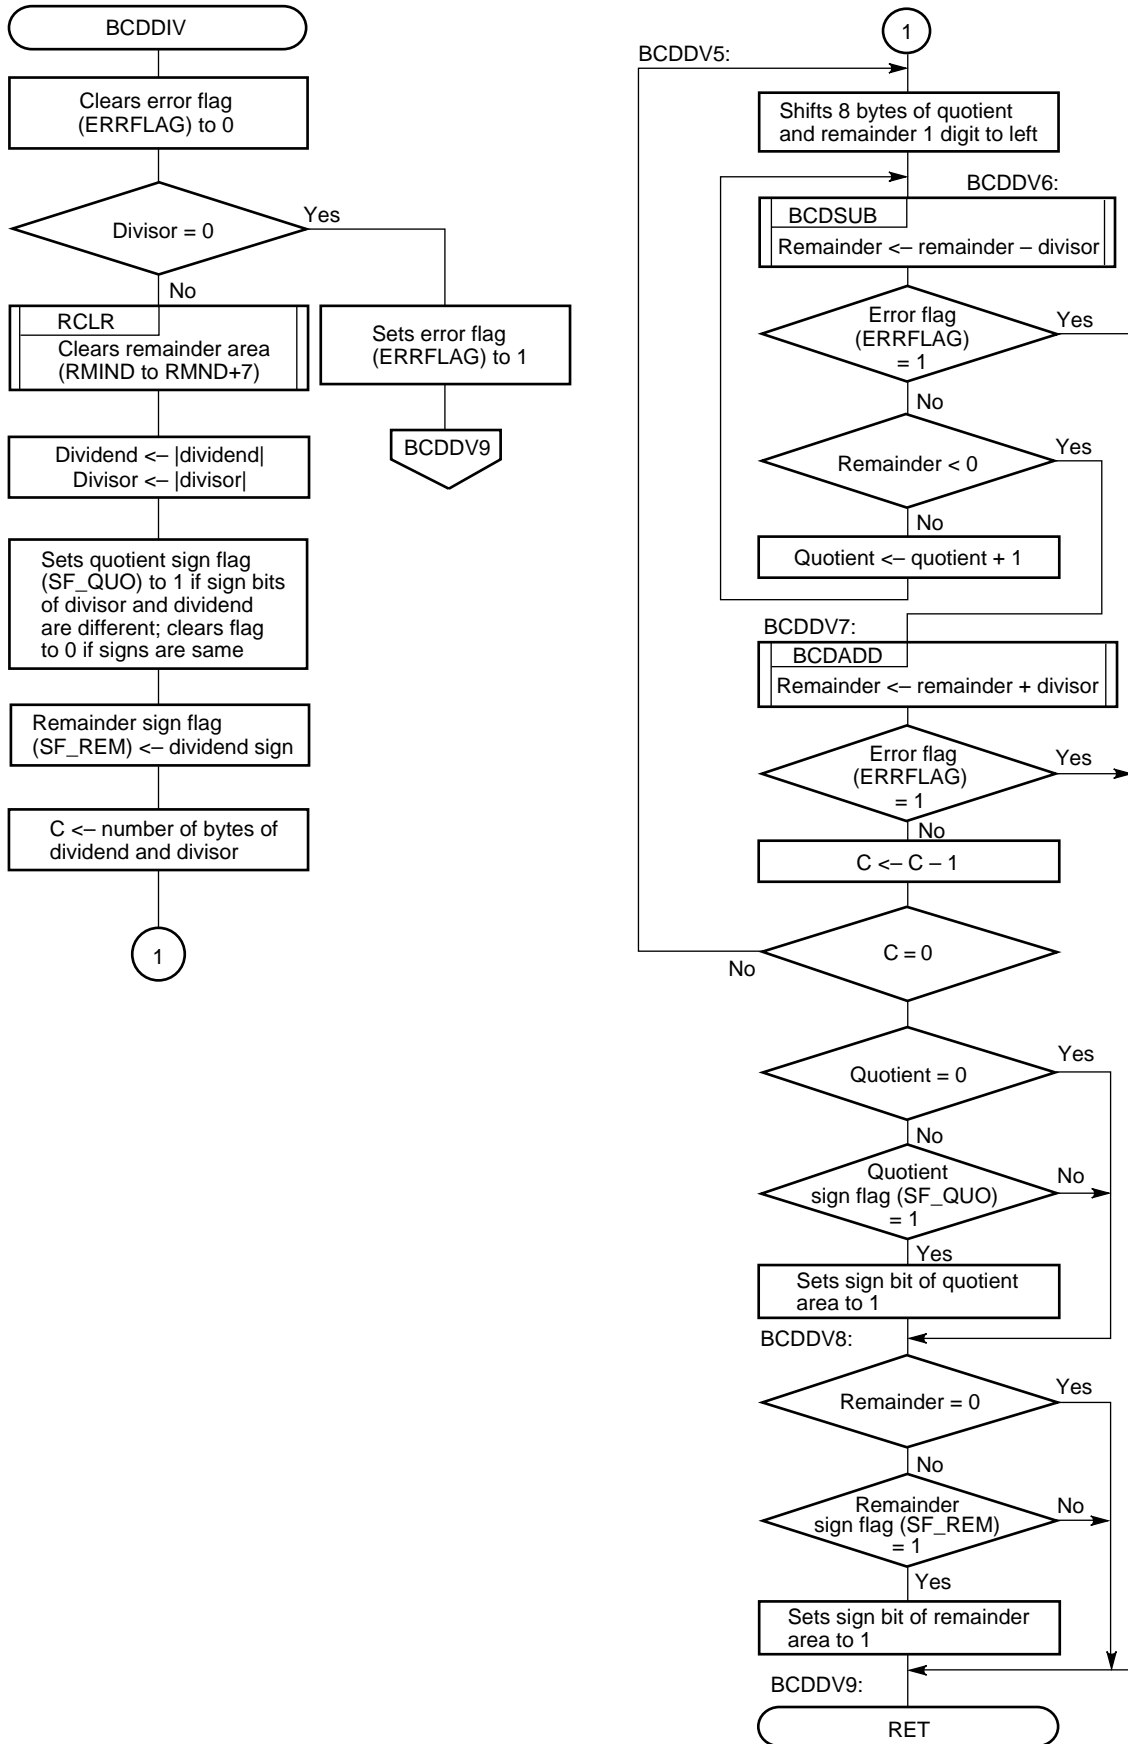 BCDDIV
Clears error flag
(ERRFLAG) to 0
Divisor = 0
Yes
No
RCLR
Clears remainder area
(RMIND to RMND+7)
Sets error flag
(ERRFLAG) to 1
BCDDV9
Dividend <– |dividend|
Divisor <– |divisor|
Sets quotient sign flag
(SF_QUO) to 1 if sign bits
of divisor and dividend
are different; clears flag
to 0 if signs are same
Remainder sign flag
(SF_REM) <– dividend sign
C <– number of bytes of
dividend and divisor
1
1
BCDDV5:
Shifts 8 bytes of quotient
and remainder 1 digit to left
BCDDV6:
BCDSUB
Remainder <– remainder – divisor
Error flag
(ERRFLAG)
= 1
Yes
No
Remainder < 0
Yes
No
Quotient <– quotient + 1
BCDDV7:
BCDADD
Remainder <– remainder + divisor
Error flag
(ERRFLAG)
= 1
Yes
No
C <– C – 1
C = 0
No
Quotient = 0
Yes
No
Quotient
sign flag (SF_QUO)
= 1
No
Yes
Sets sign bit of quotient
area to 1
BCDDV8:
Remainder = 0
Yes
No
Remainder
sign flag (SF_REM)
= 1
No
Yes
Sets sign bit of remainder
area to 1
BCDDV9:
RET